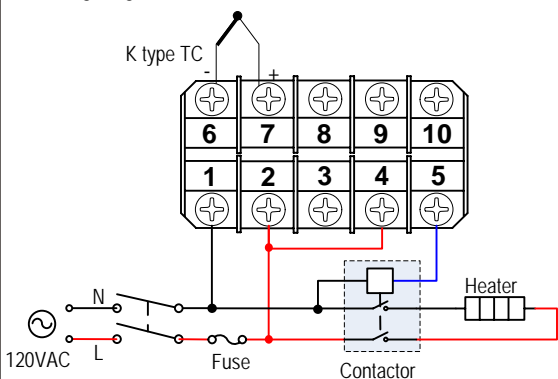 K type TC
- +
6 7 8 9 10
1 2 3 4 5
N
Heater
L
120VAC
Fuse
Contactor